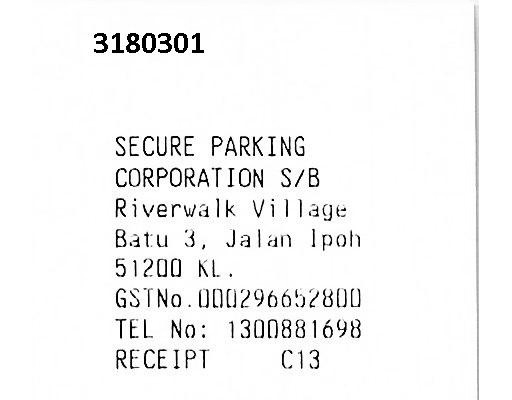 3180301
SECURE PARKING
CORPORATION S/B
Riverwalk Village
Batu 3, Jalan Ipoh
51200 KL.
GSTNo.000296652800
TEL No: 1300881698
RECEIPT C13